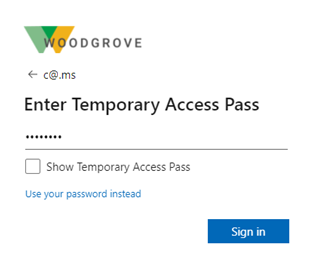 WOODGROVE
← c@.ms
Enter Temporary Access Pass
••••••••
Show Temporary Access Pass
Use your password instead
Sign in